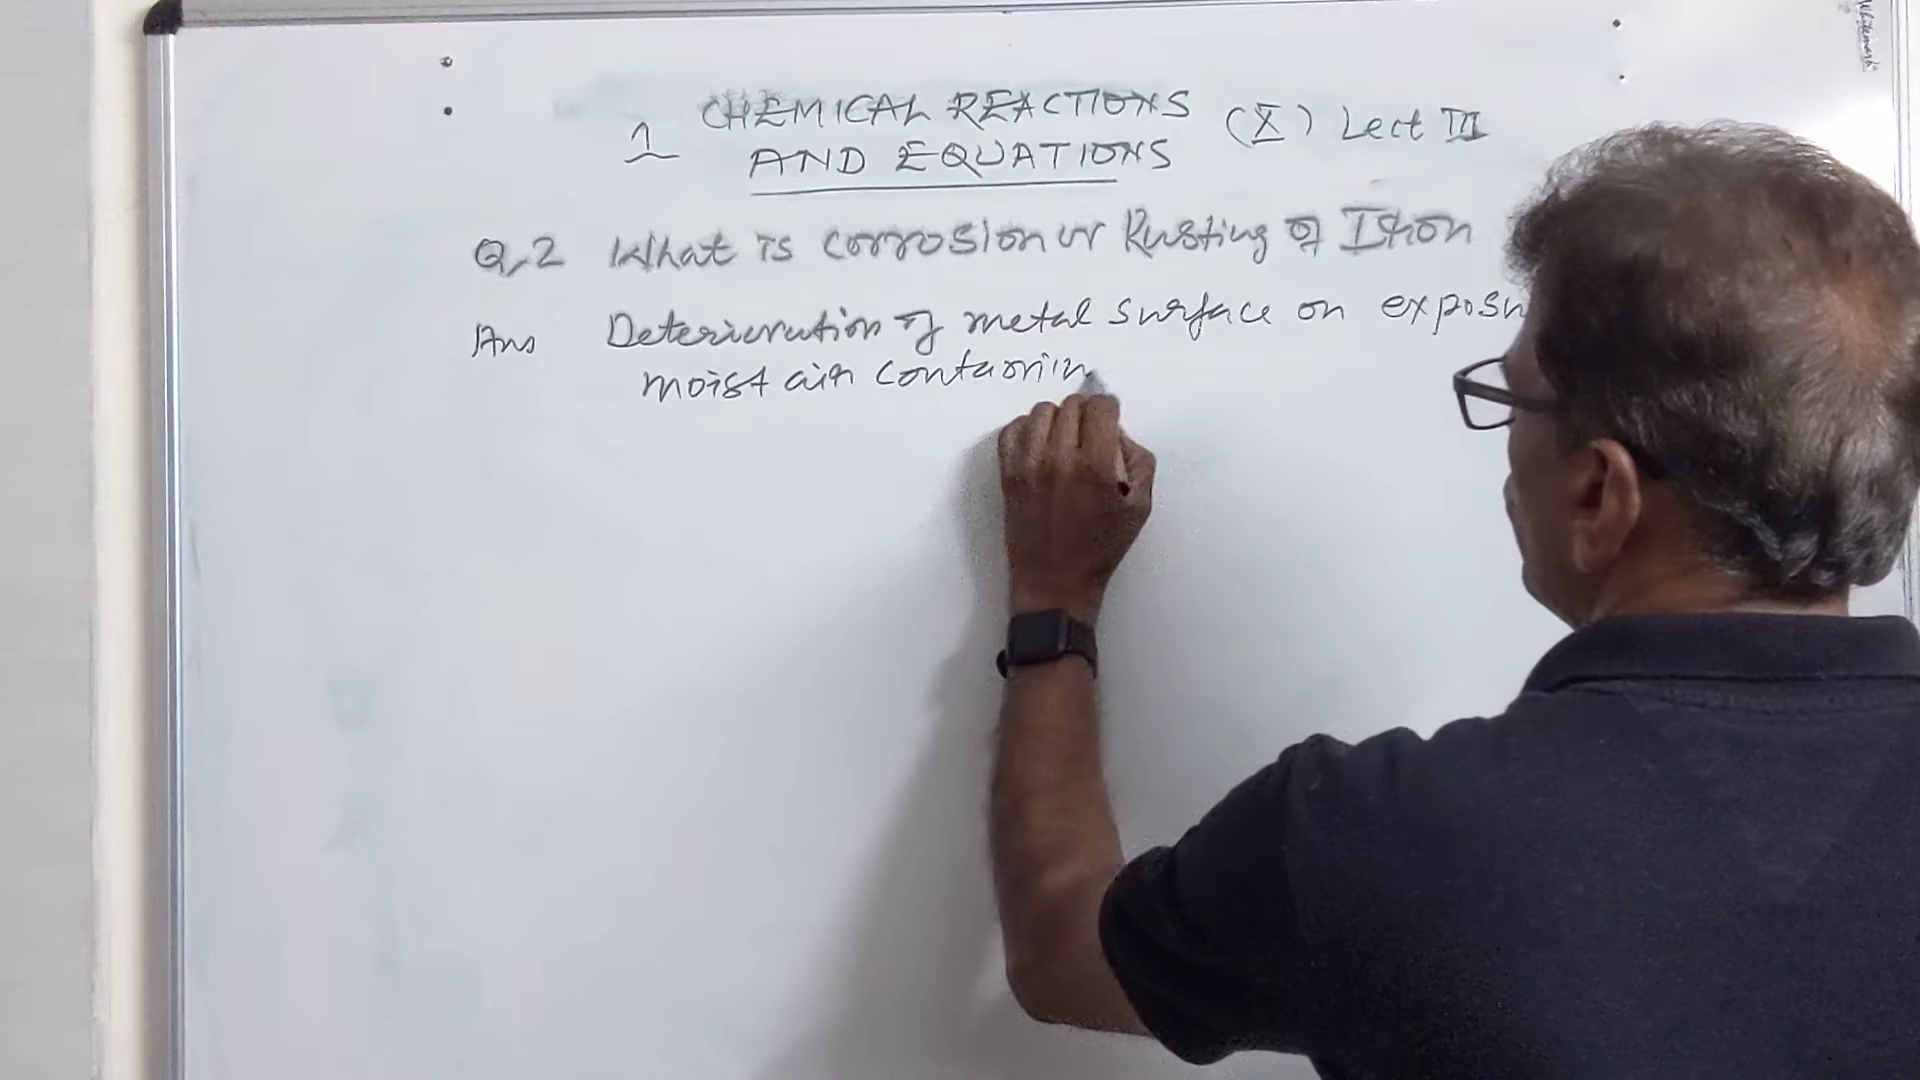 1 CHEMICAL REACTIONS (X) Lect III
AND EQUATIONS
Q.2 What is corrosion or Rusting of Iron
Ans Deterioration of metal surface on exposu
moist air containin